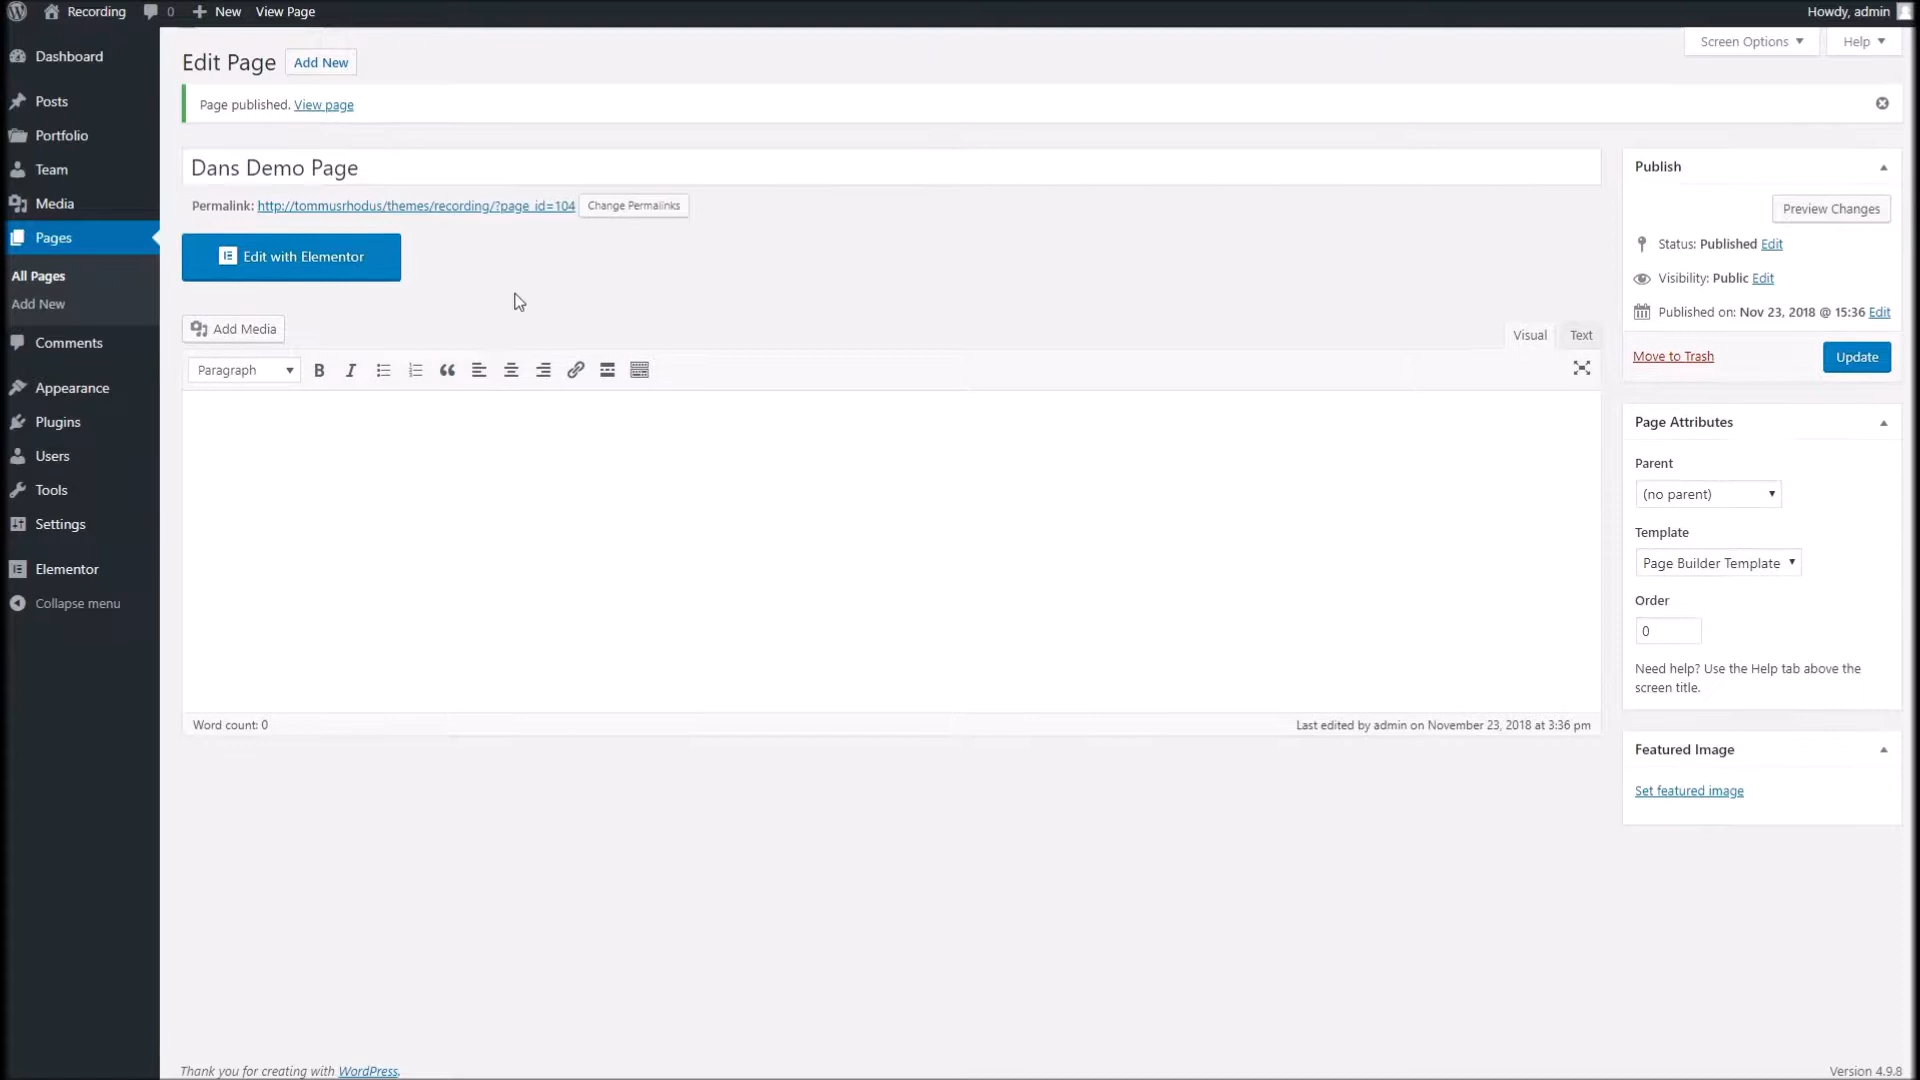 Recording 0 New View Page Howdy, admin
Dashboard
Posts
Portfolio
Team
Media
Pages
All Pages
Add New
Comments
Appearance
Plugins
Users
Tools
Settings
Elementor
Collapse menu
Screen Options Help
Edit Page Add New
Page published. View page
Dans Demo Page
Permalink: http://tommusrhodus/themes/recording/?page_id=104 Change Permalinks
Edit with Elementor
Add Media
Visual Text
Paragraph
Word count: 0 Last edited by admin on November 23, 2018 at 3:36 pm
Publish
Preview Changes
Status: Published Edit
Visibility: Public Edit
Published on: Nov 23, 2018 @ 15:36 Edit
Move to Trash Update
Page Attributes
Parent
(no parent)
Template
Page Builder Template
Order
0
Need help? Use the Help tab above the
screen title.
Featured Image
Set featured image
Thank you for creating with WordPress. Version 4.9.8